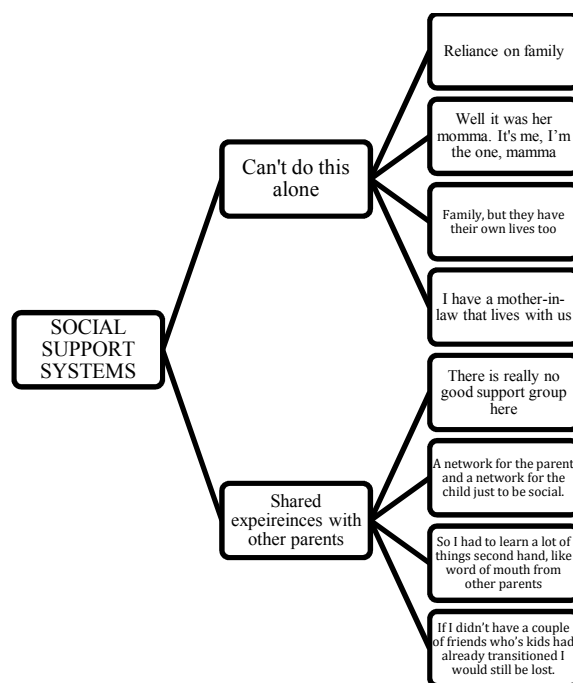 SOCIAL
SUPPORT
SYSTEMS
Can't do this
alone
Reliance on family
Well it was her
momma. It's me, I'm
the one, mamma
Family, but they have
their own lives too
I have a mother-in-
law that lives with us
Shared
expeireinces with
other parents
There is really no
good support group
here
A network for the parent
and a network for the
child just to be social.
So I had to learn a lot of
things second hand, like
word of mouth from
other parents
If I didn't have a couple
of friends who's kids had
already transitioned I
would still be lost.